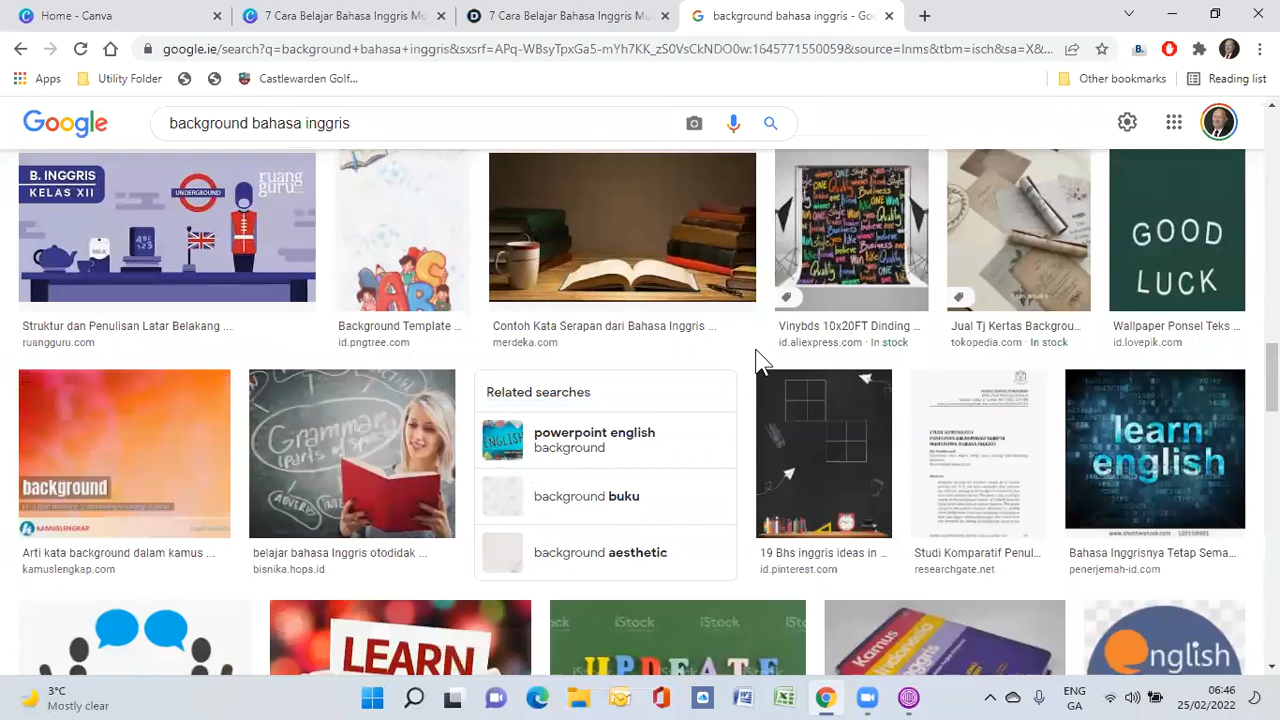 Home - Canva
7 Cara Belajar Bahasa Inggris Mu
7 Cara Belajar Bahasa Inggris Mus
background bahasa inggris - Goo
google.ie/search?q=background+bahasa+inggris&sxsrf=APq-WBsyTpxGa5-mYh7KK_zS0VsCkNDO0w:1645771550059&source=lnms&tbm=isch&sa=X&...
Apps
Utility Folder
Castlewarden Golf...
Other bookmarks
Reading list
Google
background bahasa inggris
B. INGGRIS
KELAS XII
UNDERGROUND
ruang
guru
MILK
GOOD
LUCK
Struktur dan Penulisan Latar Belakang ...
ruangguru.com
Background Template ...
id.pngtree.com
Contoh Kata Serapan dari Bahasa Inggris ...
merdeka.com
Vinybds 10x20FT Dinding ...
id.aliexpress.com · In stock
Jual Tj Kertas Backgrou...
tokopedia.com · In stock
Wallpaper Ponsel Teks ...
id.lovepik.com
background
KAMUSLENGKAP
Related searches
ENGLISH
powerpoint english
background
background buku
background aesthetic
learn
english
Arti kata background dalam kamus ...
kamuslengkap.com
belajar bahasa Inggris otodidak ...
bisnika.hops.id
19 Bhs inggris ideas in ...
id.pinterest.com
Studi Komparatif Penul...
researchgate.net
Bahasa Inggrisnya Tetap Sema...
penerjemah-id.com
LEARN
iStock
iStock
UPDEATE
Kamus
Inggris
english
3°C
Mostly clear
ENG
GA
06:46
25/02/2022